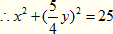 ∴x² + (5/4 y)² = 25